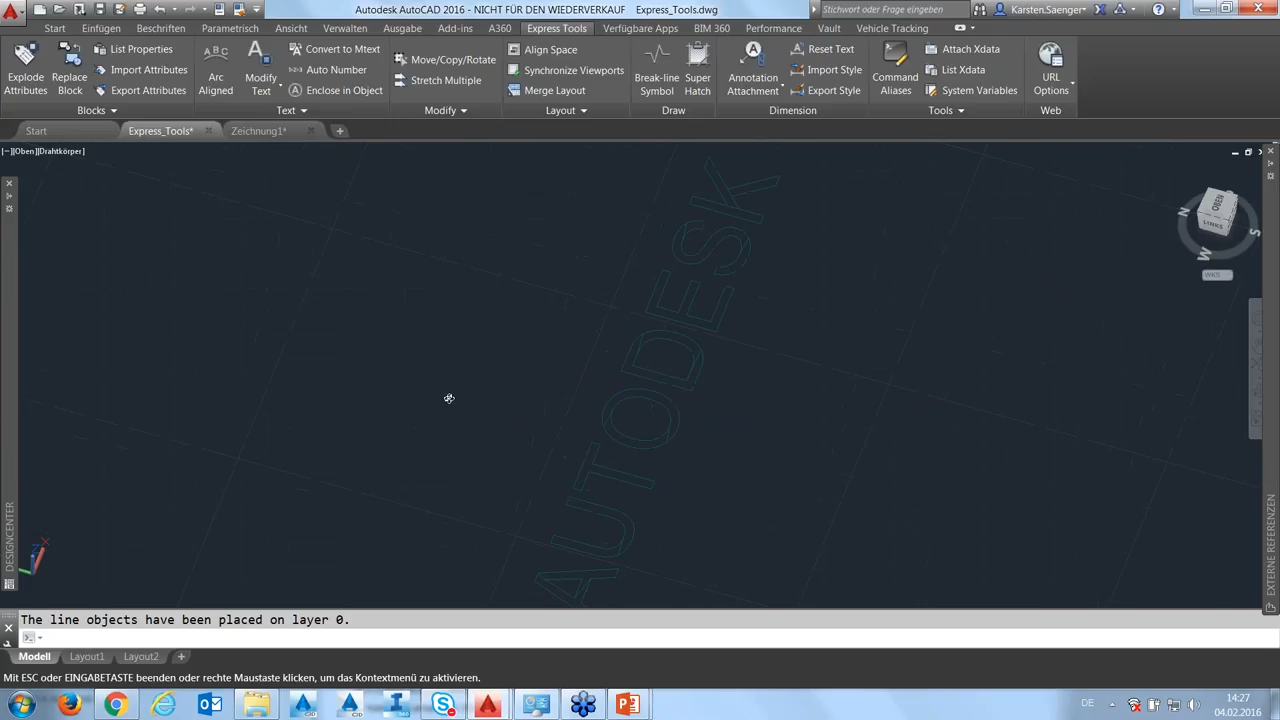 Autodesk AutoCAD 2016 - NICHT FÜR DEN WIEDERVERKAUF Express_Tools.dwg
Stichwort oder Frage eingeben
Karsten.Saenger
Start Einfügen Beschriften Parametrisch Ansicht Verwalten Ausgabe Add-ins A360 Express Tools Verfügbare Apps BIM 360 Performance Vault Vehicle Tracking
Explode Attributes
Replace Block
List Properties
Import Attributes
Export Attributes
Blocks
Arc Aligned
Modify Text
Convert to Mtext
Auto Number
Enclose in Object
Text
Move/Copy/Rotate
Stretch Multiple
Modify
Align Space
Synchronize Viewports
Merge Layout
Layout
Break-line Symbol
Super Hatch
Draw
Annotation Attachment
Reset Text
Import Style
Export Style
Dimension
Command Aliases
Attach Xdata
List Xdata
System Variables
Tools
URL Options
Web
Start Express_Tools* Zeichnung1*
[−][Oben][Drahtkörper]
AUTODESK
OBEN
LINKS
N
S
W
WKS
DESIGNCENTER
EXTERNE REFERENZEN
The line objects have been placed on layer 0.
Modell Layout1 Layout2
Mit ESC oder EINGABETASTE beenden oder rechte Maustaste klicken, um das Kontextmenü zu aktivieren.
DE
14:27
04.02.2016